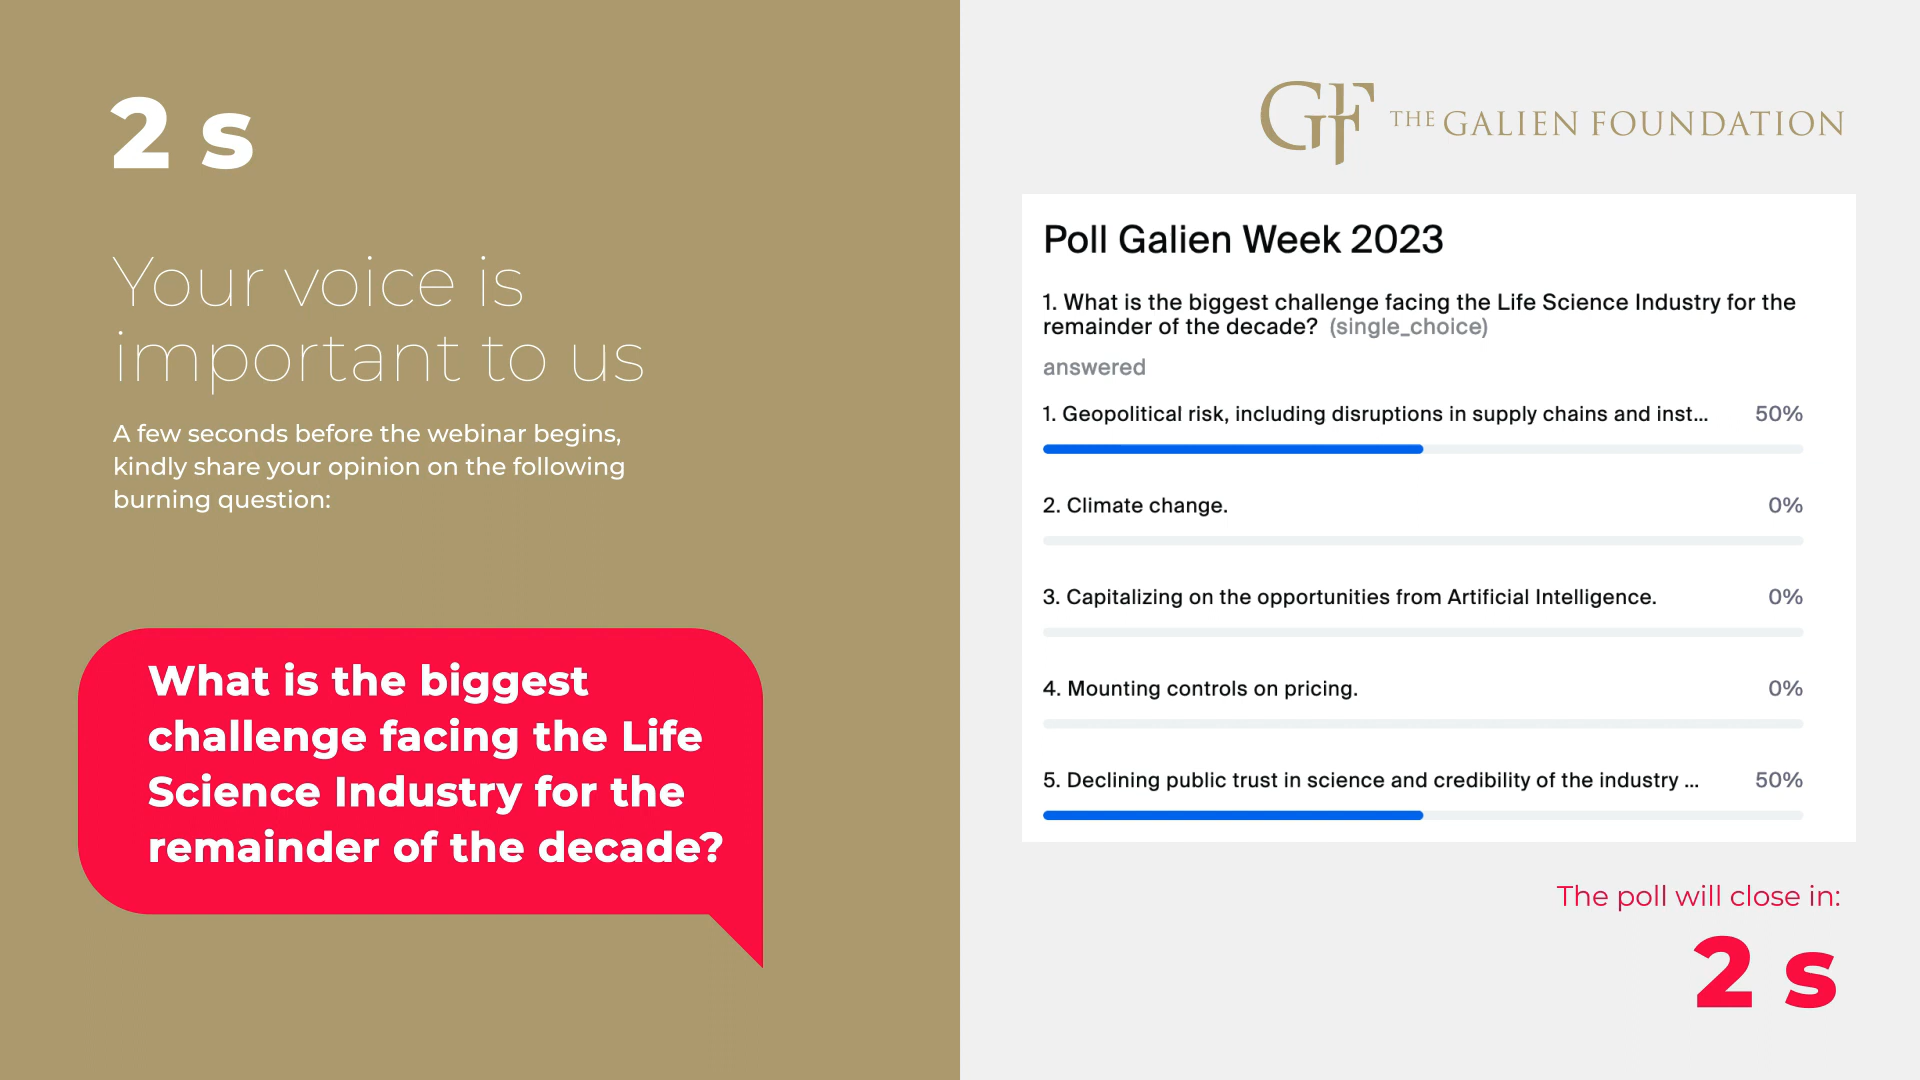 2 s
Your voice is
important to us
A few seconds before the webinar begins,
kindly share your opinion on the following
burning question:
What is the biggest
challenge facing the Life
Science Industry for the
remainder of the decade?
GF THE GALIEN FOUNDATION
Poll Galien Week 2023
1. What is the biggest challenge facing the Life Science Industry for the
remainder of the decade? (single_choice)
answered
1. Geopolitical risk, including disruptions in supply chains and inst... 50%
2. Climate change. 0%
3. Capitalizing on the opportunities from Artificial Intelligence. 0%
4. Mounting controls on pricing. 0%
5. Declining public trust in science and credibility of the industry ... 50%
The poll will close in:
2 s